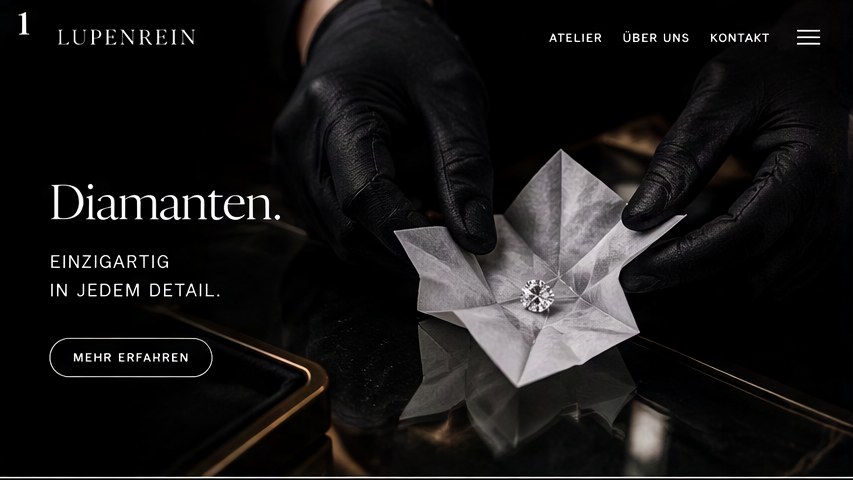 1
LUPENREIN
ATELIER ÜBER UNS KONTAKT
Diamanten.
EINZIGARTIG
IN JEDEM DETAIL.
MEHR ERFAHREN